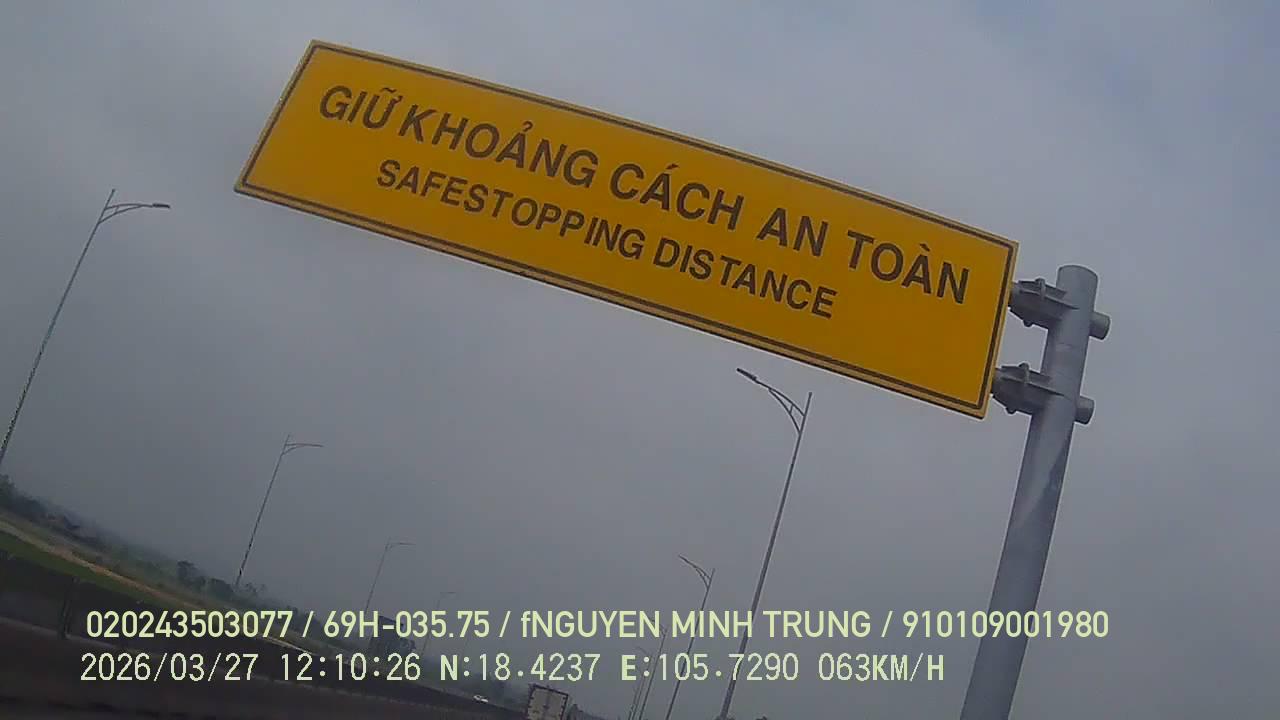 GIỮ KHOẢNG CÁCH AN TOÀN
SAFESTOPPING DISTANCE
020243503077 / 69H-035.75 / fNGUYEN MINH TRUNG / 910109001980
2026/03/27 12:10:26 N:18.4237 E:105.7290 063KM/H